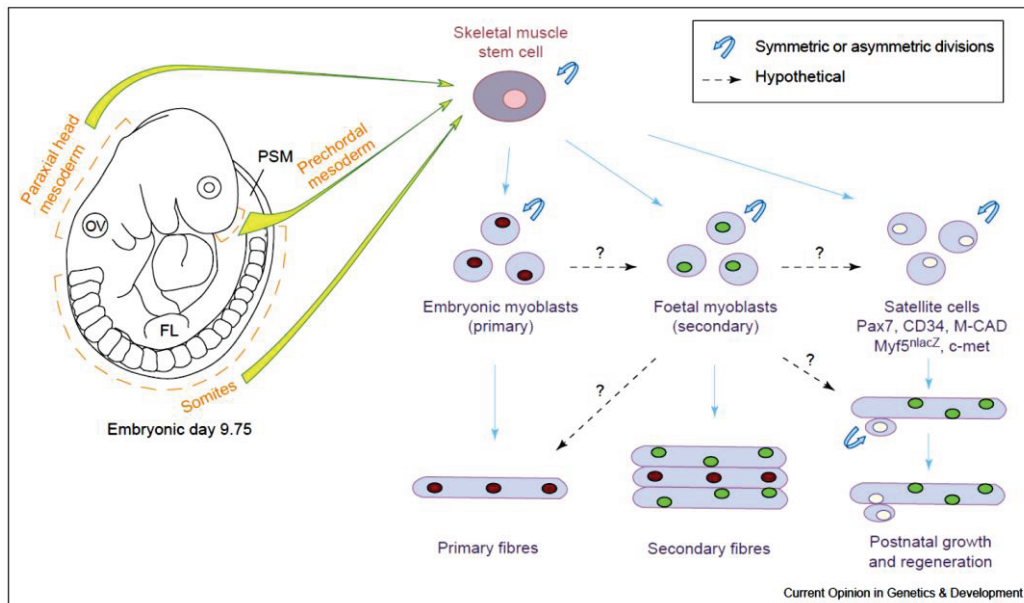 Skeletal muscle
stem cell
Symmetric or asymmetric divisions
Hypothetical
Paraxial head
mesoderm
Prechordal
mesoderm
PSM
OV
FL
Somites
Embryonic day 9.75
?
?
Embryonic myoblasts
(primary)
Foetal myoblasts
(secondary)
Satellite cells
Pax7, CD34, M-CAD
Myf5nlacZ, c-met
?
?
Primary fibres
Secondary fibres
Postnatal growth
and regeneration
Current Opinion in Genetics & Development